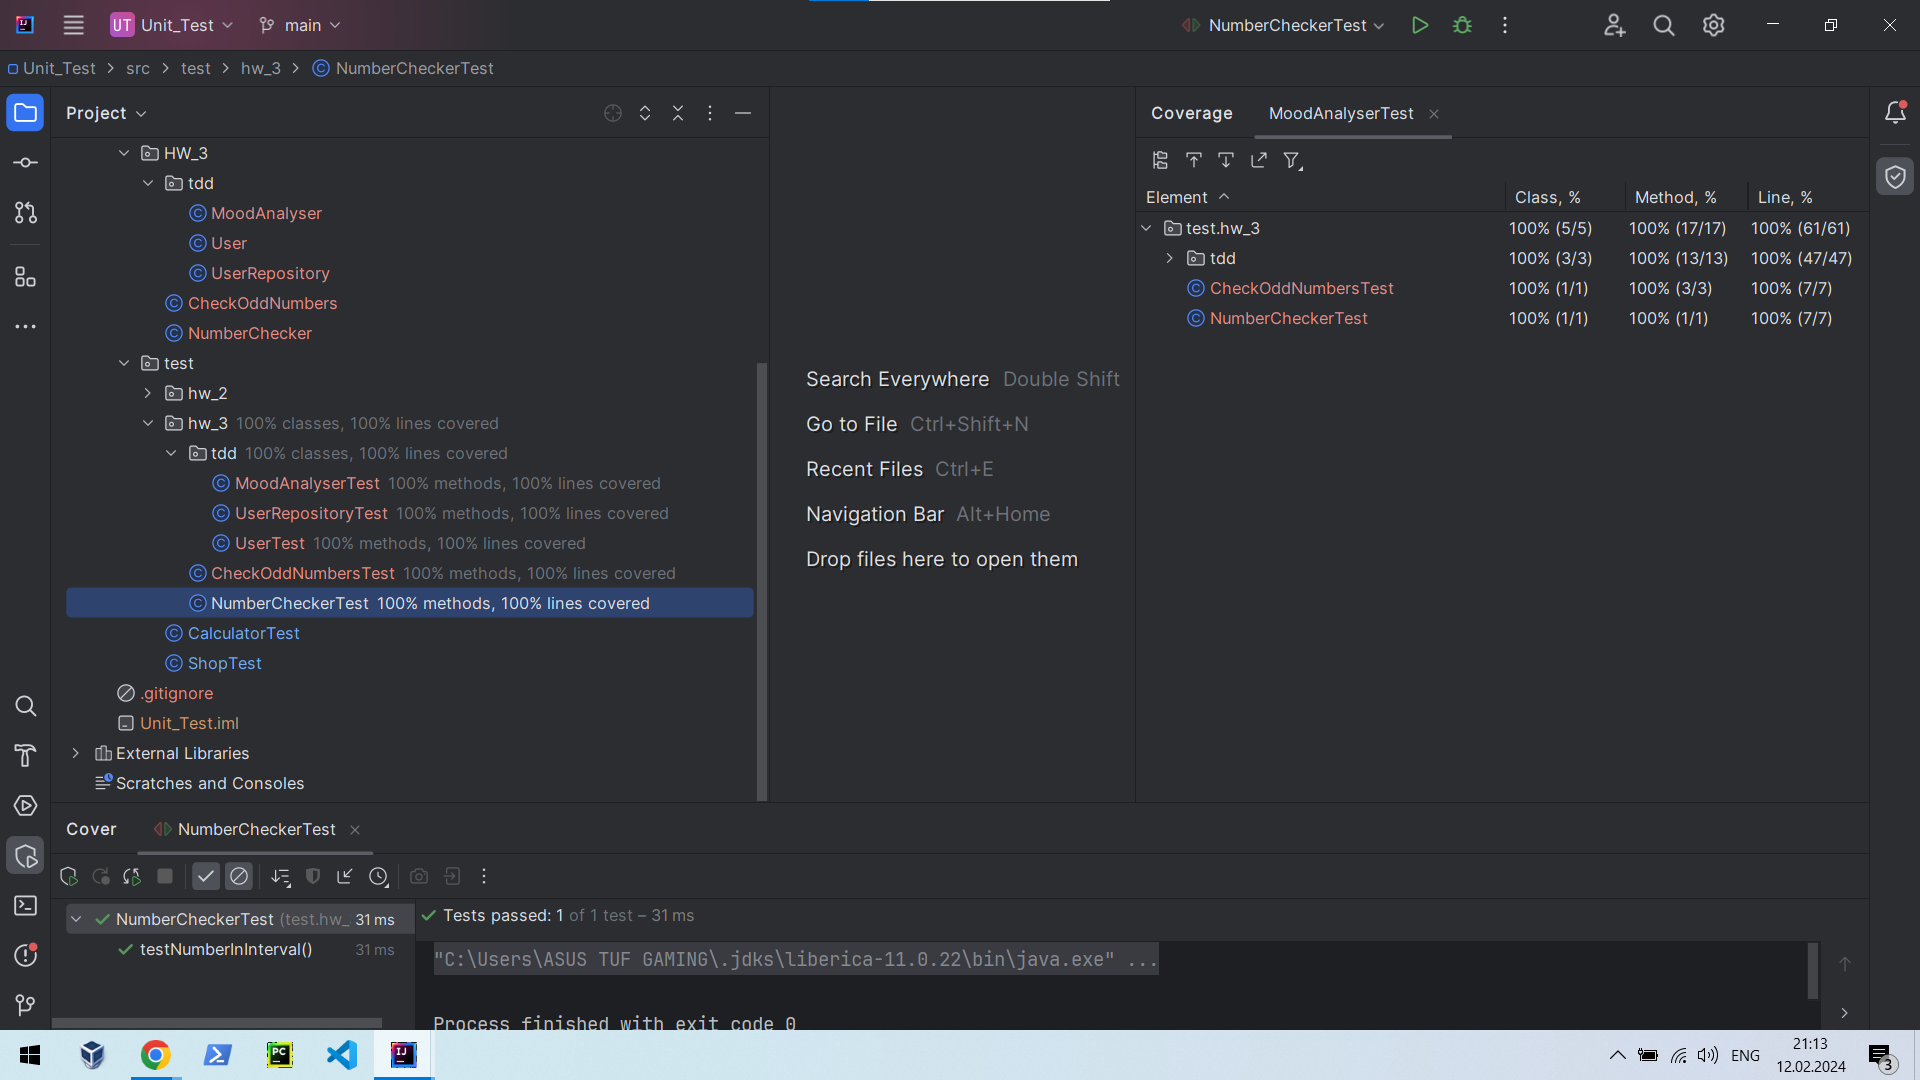 UT Unit_Test main NumberCheckerTest
Unit_Test src test hw_3 NumberCheckerTest
Project
HW_3
tdd
MoodAnalyser
User
UserRepository
CheckOddNumbers
NumberChecker
test
hw_2
hw_3 100% classes, 100% lines covered
tdd 100% classes, 100% lines covered
MoodAnalyserTest 100% methods, 100% lines covered
UserRepositoryTest 100% methods, 100% lines covered
UserTest 100% methods, 100% lines covered
CheckOddNumbersTest 100% methods, 100% lines covered
NumberCheckerTest 100% methods, 100% lines covered
CalculatorTest
ShopTest
.gitignore
Unit_Test.iml
External Libraries
Scratches and Consoles
Search Everywhere Double Shift
Go to File Ctrl+Shift+N
Recent Files Ctrl+E
Navigation Bar Alt+Home
Drop files here to open them
Coverage MoodAnalyserTest
Element Class, % Method, % Line, %
test.hw_3 100% (5/5) 100% (17/17) 100% (61/61)
tdd 100% (3/3) 100% (13/13) 100% (47/47)
CheckOddNumbersTest 100% (1/1) 100% (3/3) 100% (7/7)
NumberCheckerTest 100% (1/1) 100% (1/1) 100% (7/7)
Cover NumberCheckerTest
NumberCheckerTest (test.hw_ 31 ms
testNumberInInterval() 31 ms
Tests passed: 1 of 1 test – 31 ms
"C:\Users\ASUS TUF GAMING\.jdks\liberica-11.0.22\bin\java.exe" ...
Process finished with exit code 0
PC
IJ
ENG
21:13
12.02.2024
3